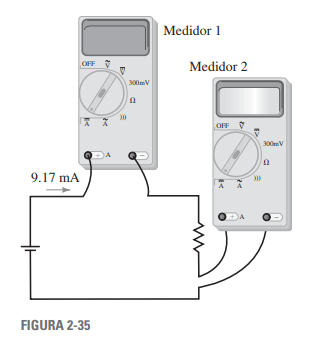 Medidor 1
OFF
Ṽ
V
300mV
Ω
)))
A
A
A
Medidor 2
OFF
Ṽ
V
300mV
Ω
)))
A
A
A
9.17 mA
FIGURA 2-35